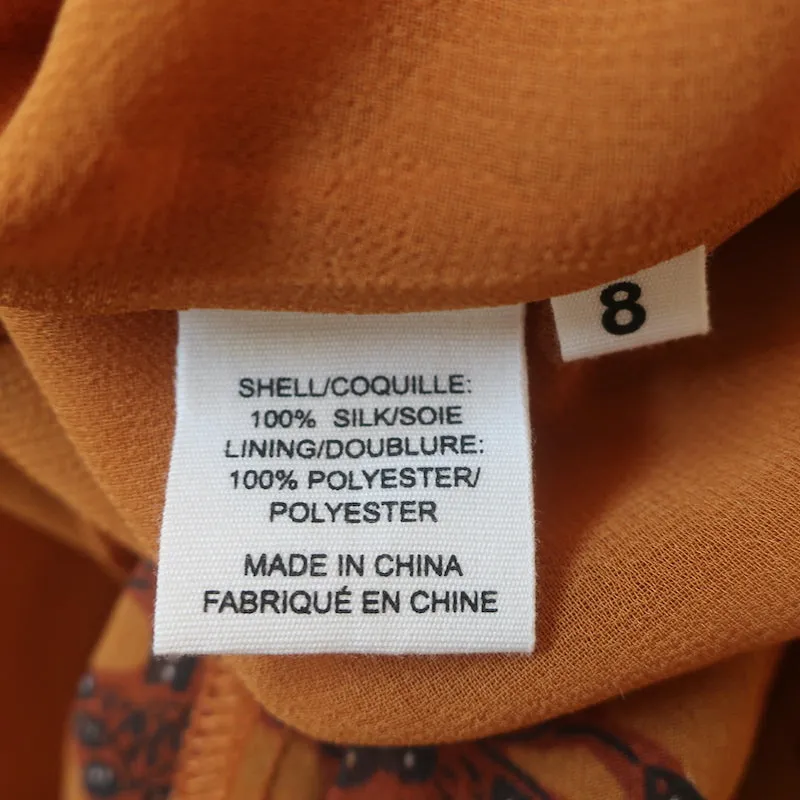 8
SHELL/COQUILLE:
100% SILK/SOIE
LINING/DOUBLURE:
100% POLYESTER/
POLYESTER
MADE IN CHINA
FABRIQUÉ EN CHINE